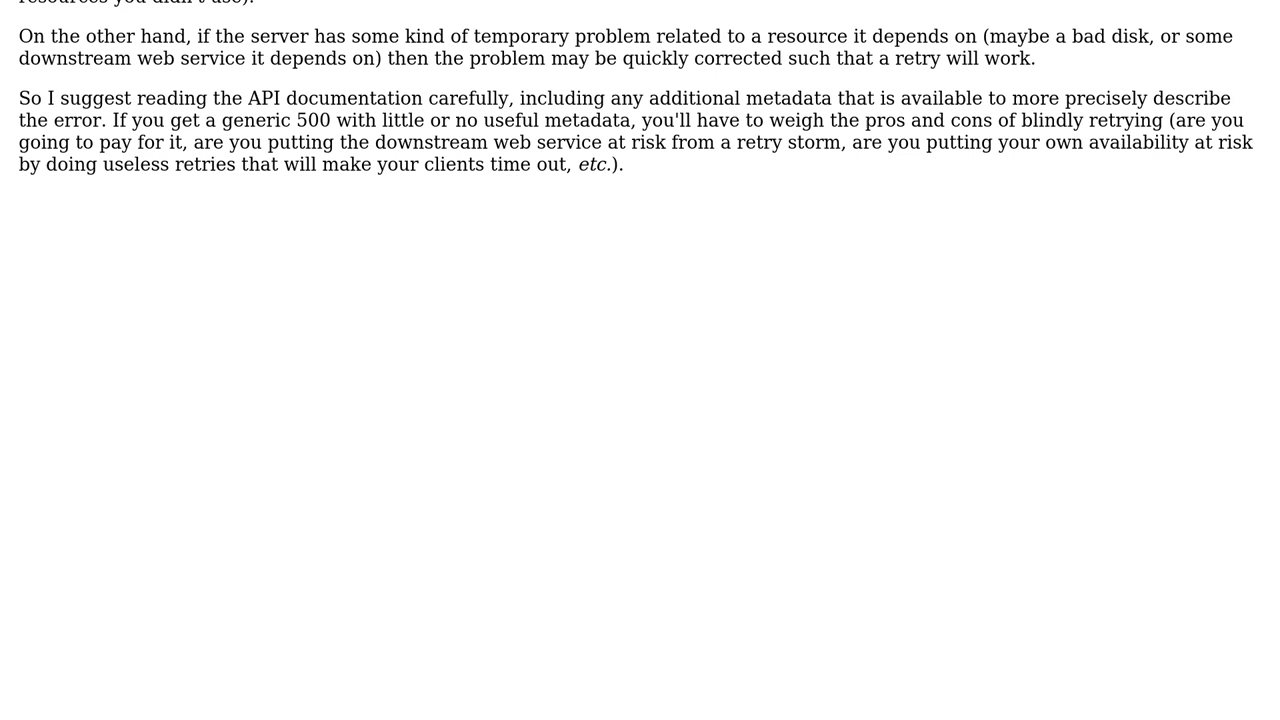 resources you didn't use).
On the other hand, if the server has some kind of temporary problem related to a resource it depends on (maybe a bad disk, or some
downstream web service it depends on) then the problem may be quickly corrected such that a retry will work.
So I suggest reading the API documentation carefully, including any additional metadata that is available to more precisely describe
the error. If you get a generic 500 with little or no useful metadata, you'll have to weigh the pros and cons of blindly retrying (are you
going to pay for it, are you putting the downstream web service at risk from a retry storm, are you putting your own availability at risk
by doing useless retries that will make your clients time out, etc.).